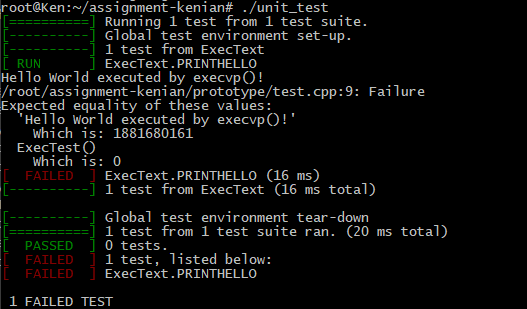 root@Ken:~/assignment-kenian# ./unit_test
[==========] Running 1 test from 1 test suite.
[----------] Global test environment set-up.
[----------] 1 test from ExecText
[ RUN      ] ExecText.PRINTHELLO
Hello World executed by execvp()!
/root/assignment-kenian/prototype/test.cpp:9: Failure
Expected equality of these values:
  'Hello World executed by execvp()!'
    Which is: 1881680161
  ExecTest()
    Which is: 0
[  FAILED  ] ExecText.PRINTHELLO (16 ms)
[----------] 1 test from ExecText (16 ms total)

[----------] Global test environment tear-down
[==========] 1 test from 1 test suite ran. (20 ms total)
[  PASSED  ] 0 tests.
[  FAILED  ] 1 test, listed below:
[  FAILED  ] ExecText.PRINTHELLO

 1 FAILED TEST